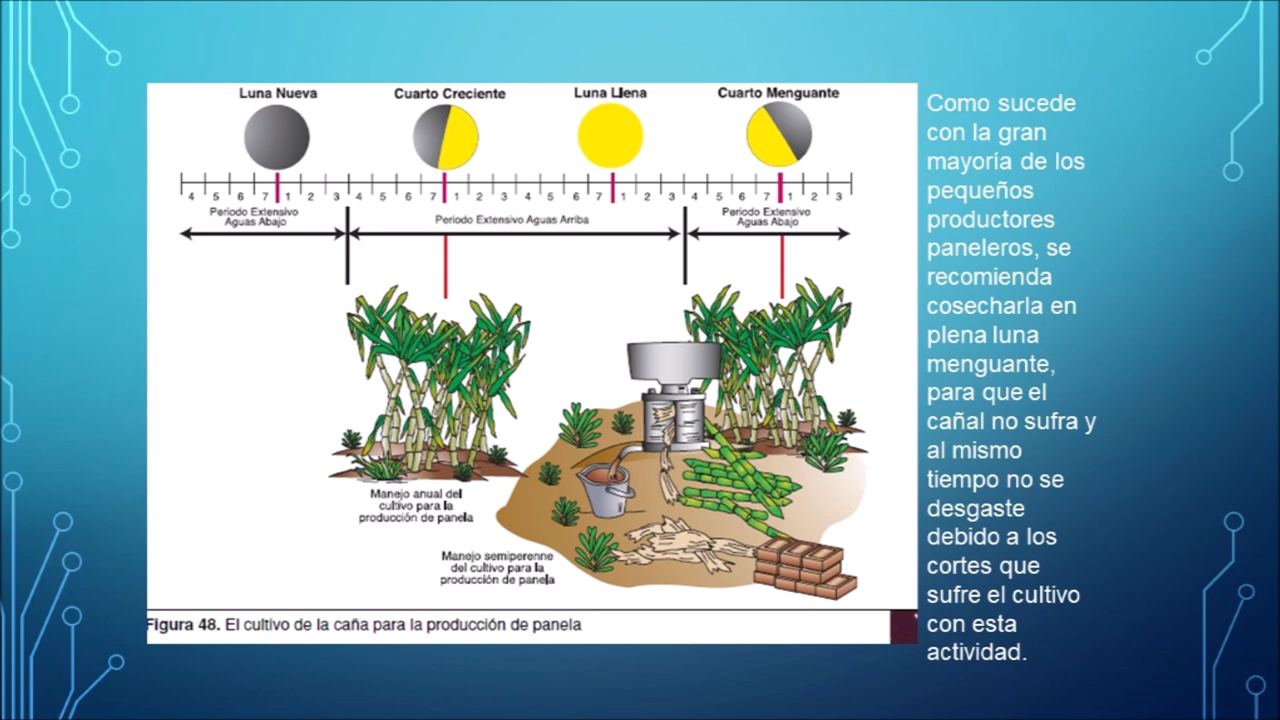 Luna Nueva
Cuarto Creciente
Luna Llena
Cuarto Menguante
4 5 6 7 1 2 3 4 5 6 7 1 2 3 4 5 6 7 1 2 3 4 5 6 7 1 2 3
Periodo Extensivo
Aguas Abajo
Periodo Extensivo Aguas Arriba
Periodo Extensivo
Aguas Abajo
Manejo anual del
cultivo para la
producción de panela
Manejo semiperenne
del cultivo para la
producción de panela
Figura 48. El cultivo de la caña para la producción de panela
Como sucede
con la gran
mayoría de los
pequeños
productores
paneleros, se
recomienda
cosecharla en
plena luna
menguante,
para que el
cañal no sufra y
al mismo
tiempo no se
desgaste
debido a los
cortes que
sufre el cultivo
con esta
actividad.